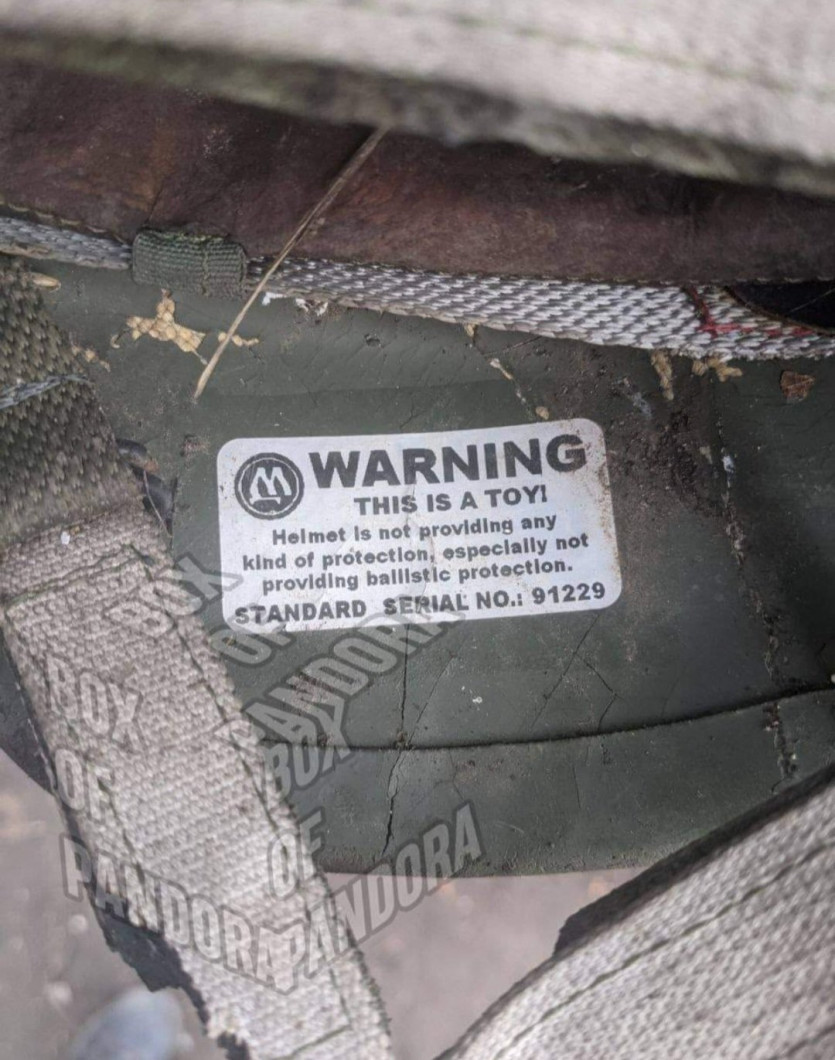 WARNING
THIS IS A TOY!
Helmet is not providing any
kind of protection, especially not
providing ballistic protection.
STANDARD SERIAL NO.: 91229
BOX
OF
PANDORA
BOX
OF
PANDORA
BOX
OF
PANDORA